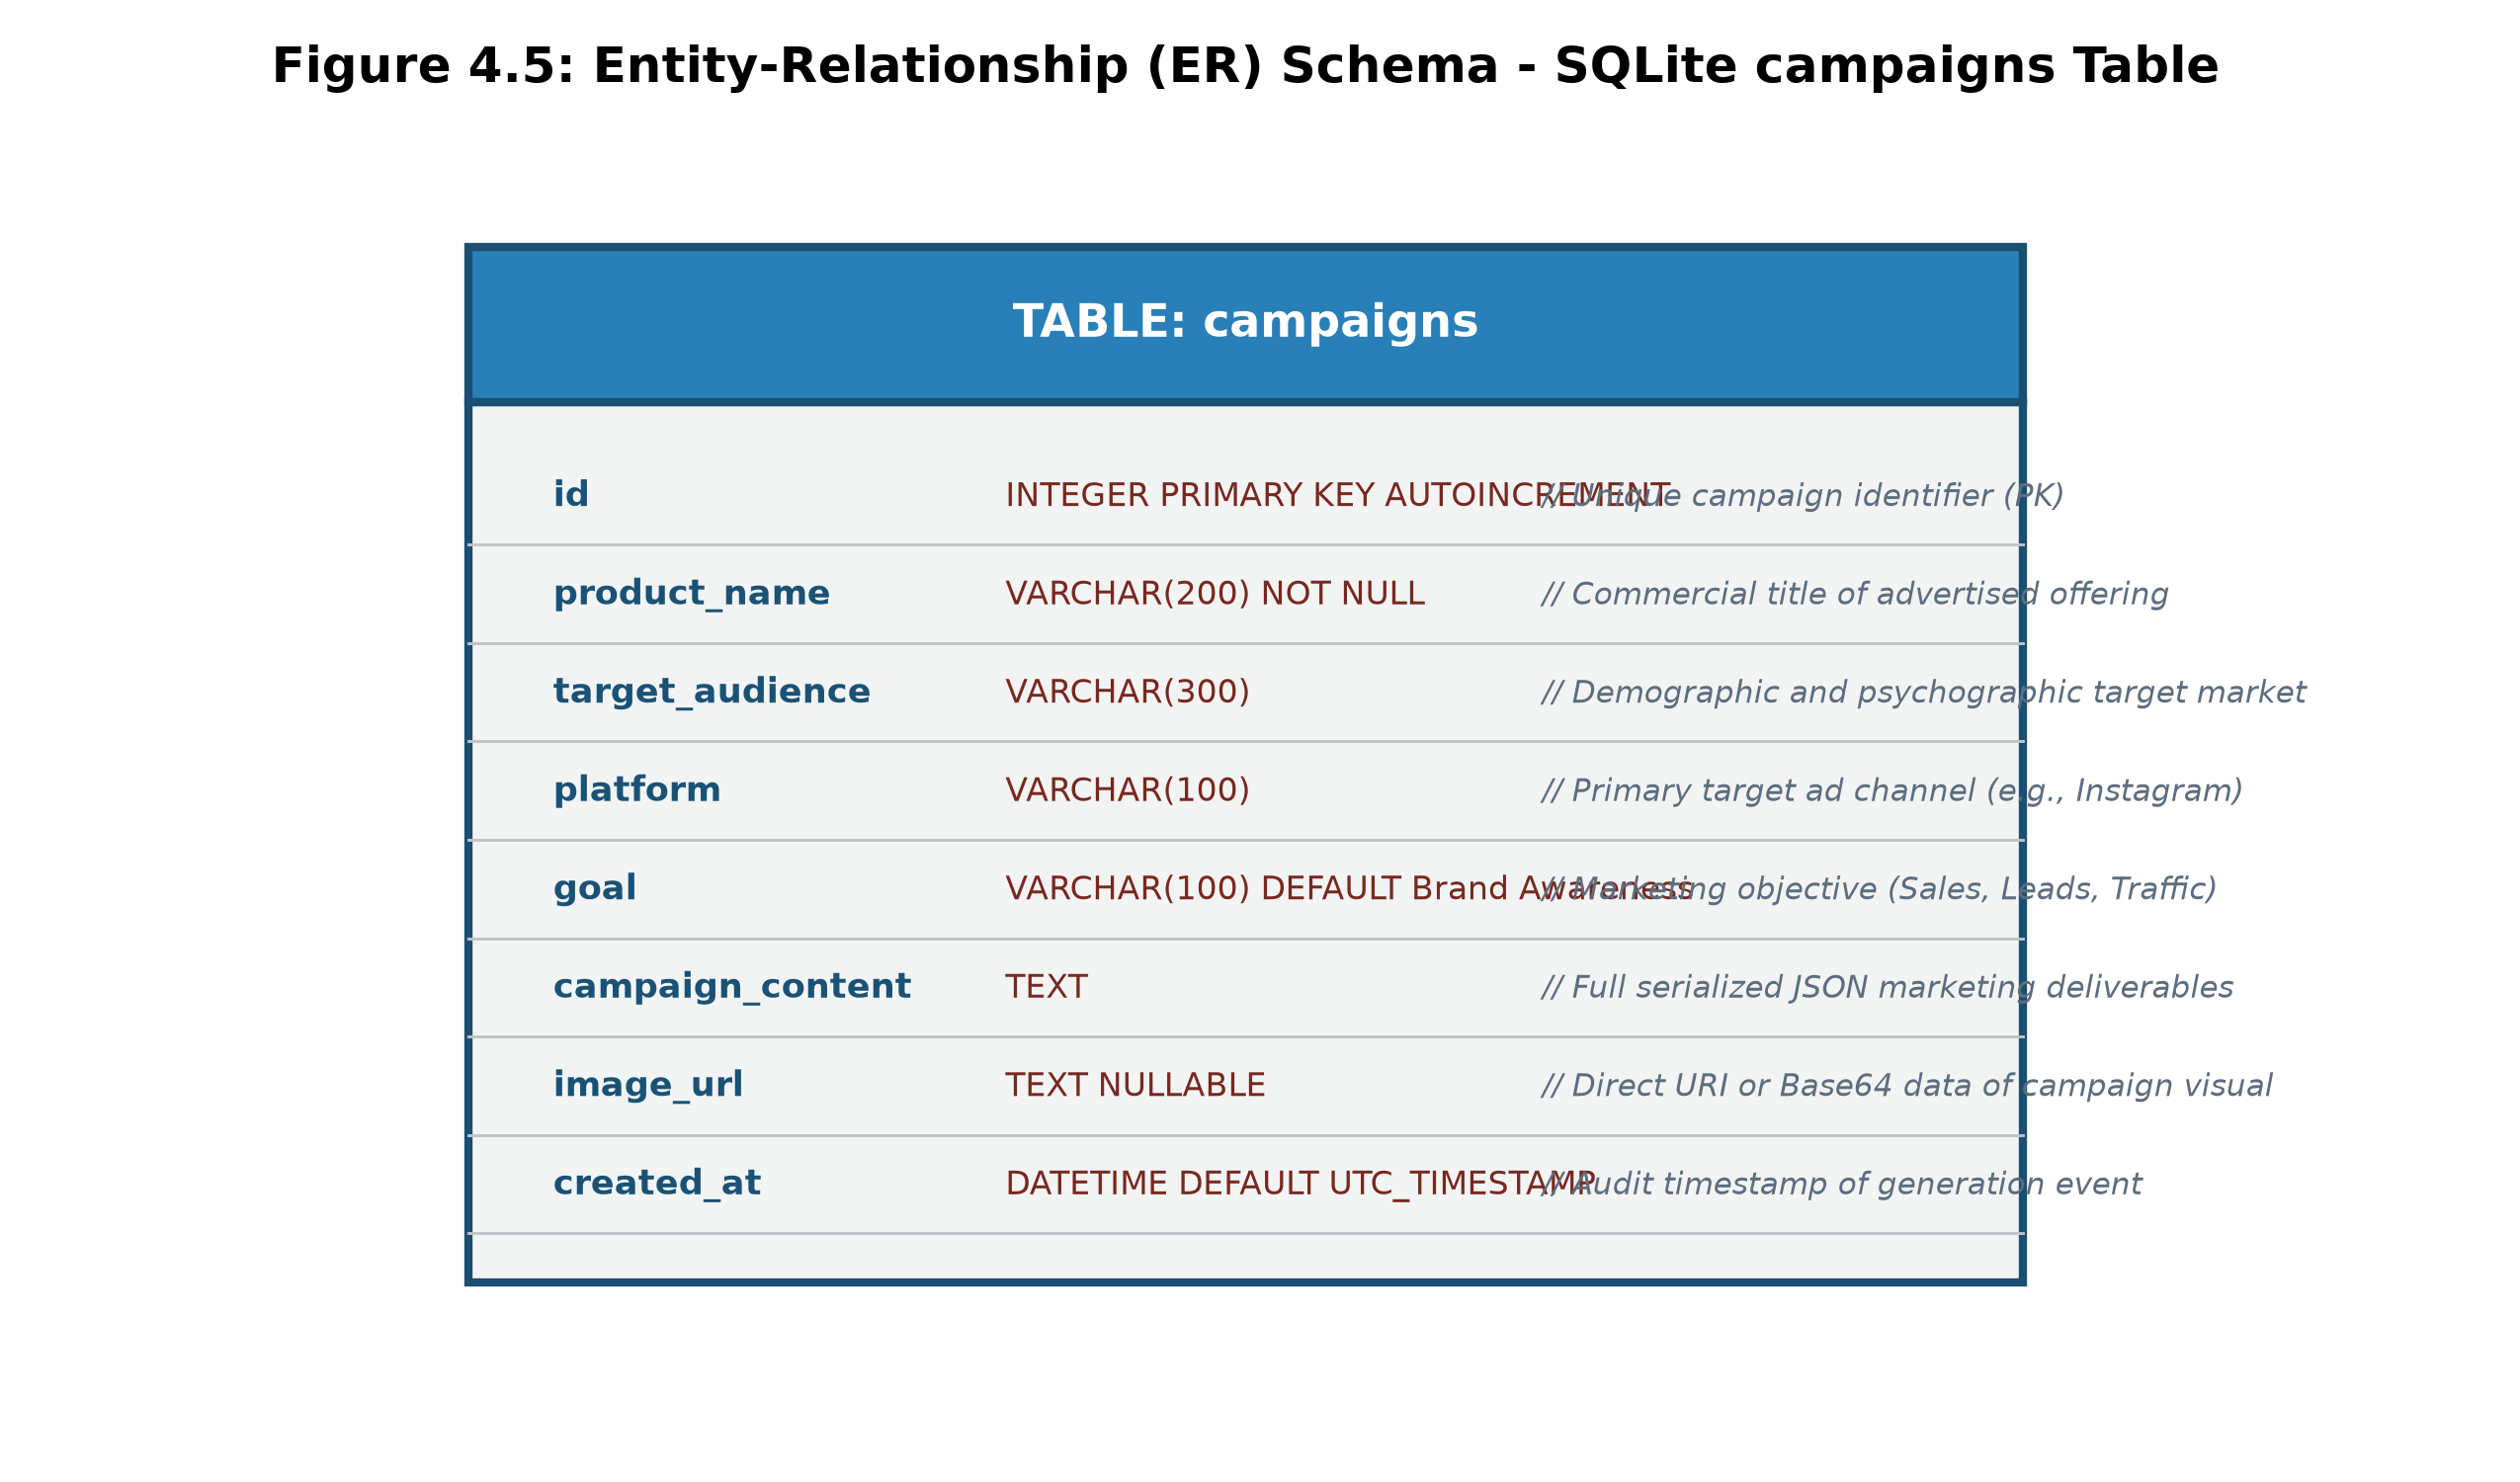 Figure 4.5: Entity-Relationship (ER) Schema - SQLite campaigns Table
TABLE: campaigns
id INTEGER PRIMARY KEY AUTOINCREMENT // Unique campaign identifier (PK)
product_name VARCHAR(200) NOT NULL // Commercial title of advertised offering
target_audience VARCHAR(300) // Demographic and psychographic target market
platform VARCHAR(100) // Primary target ad channel (e.g., Instagram)
goal VARCHAR(100) DEFAULT Brand Awareness // Marketing objective (Sales, Leads, Traffic)
campaign_content TEXT // Full serialized JSON marketing deliverables
image_url TEXT NULLABLE // Direct URI or Base64 data of campaign visual
created_at DATETIME DEFAULT UTC_TIMESTAMP // Audit timestamp of generation event